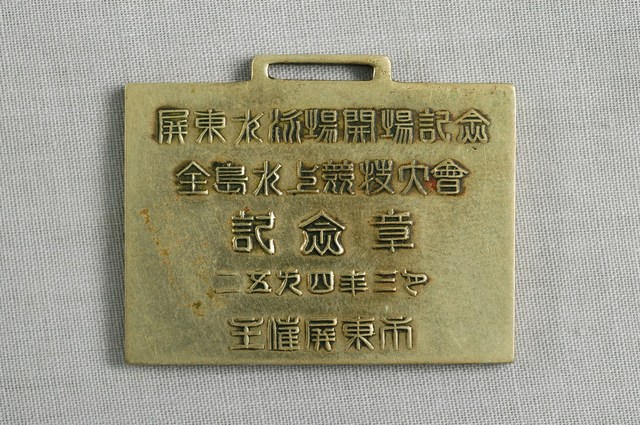 屏東水泳場開場記念
全島水上競技大會
記念章
二五九四年三月
主催屏東市